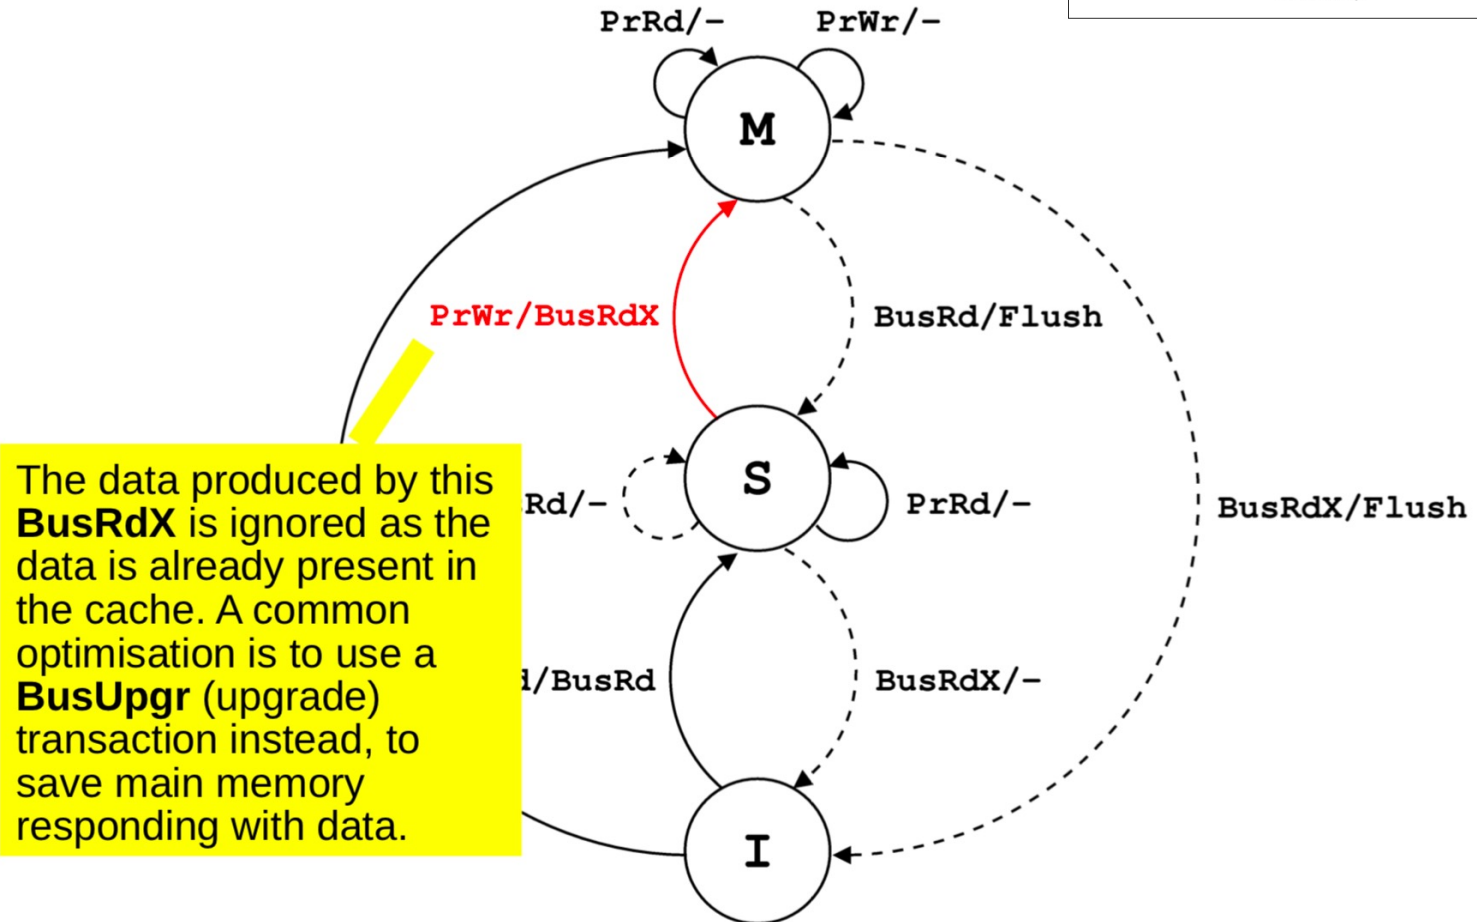 PrRd/–
PrWr/–
M
PrWr/BusRdX
BusRd/Flush
The data produced by this
BusRdX is ignored as the
data is already present in
the cache. A common
optimisation is to use a
BusUpgr (upgrade)
transaction instead, to
save main memory
responding with data.
Rd/–
S
PrRd/–
BusRdX/Flush
/BusRd
BusRdX/–
I